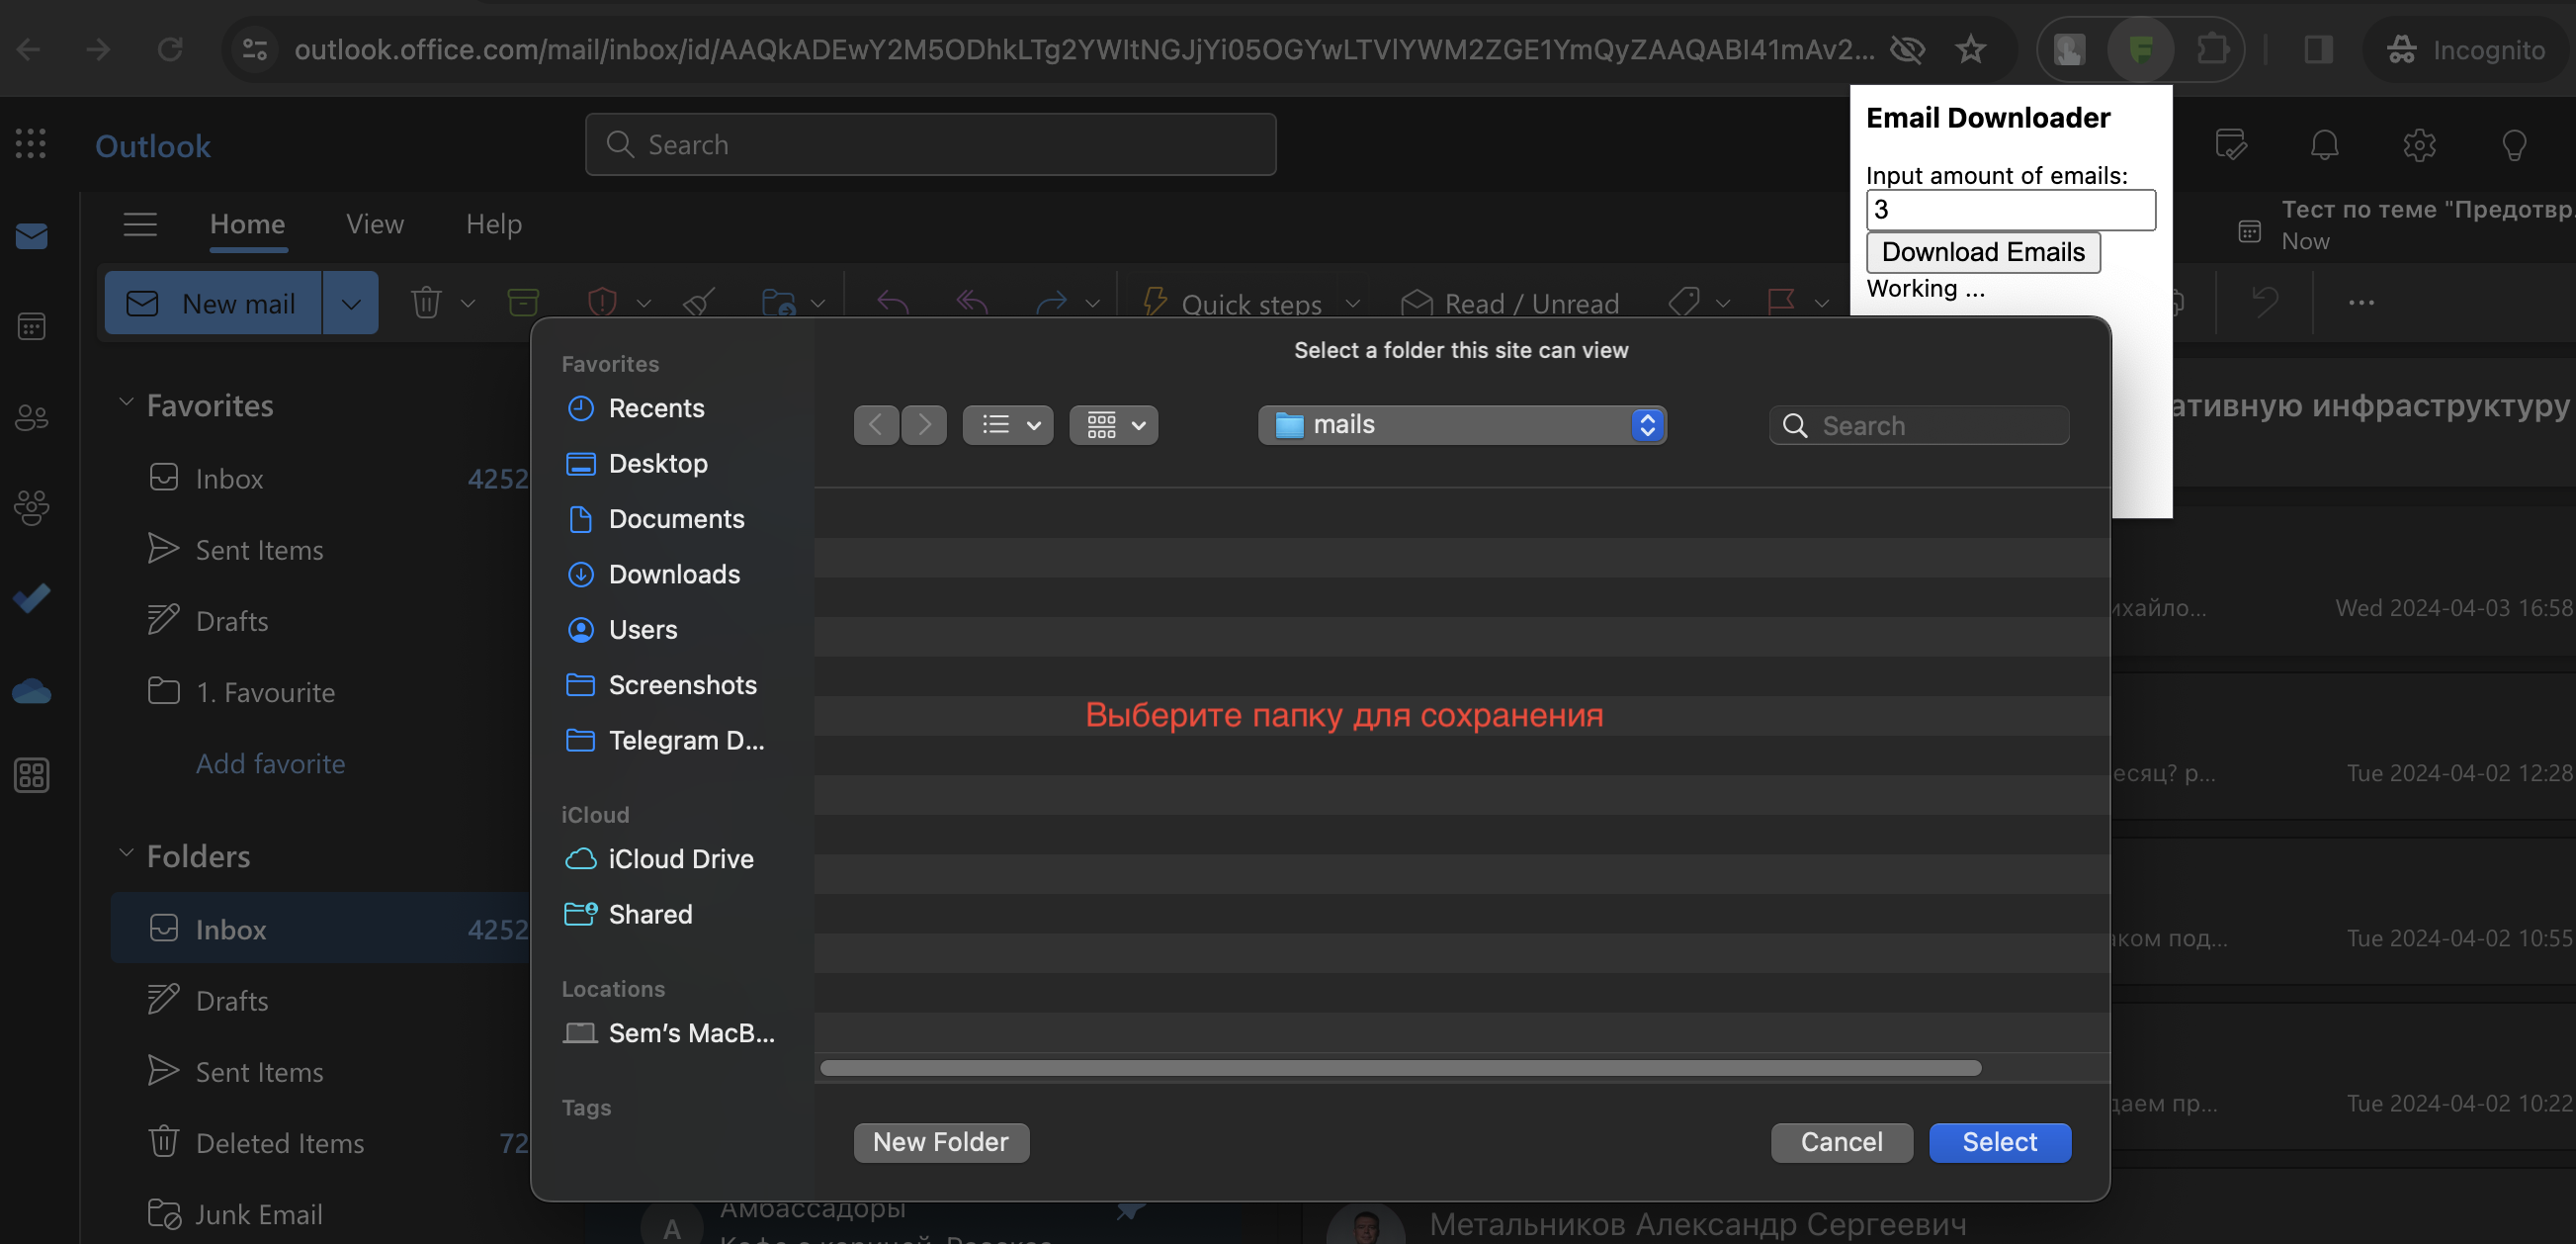 outlook.office.com/mail/inbox/id/AAQkADEwY2M5ODhkLTg2YWItNGJjYi05OGYwLTVlYWM2ZGE1YmQyZAAQABI41mAv2...
Incognito
Outlook
Search
Email Downloader
Input amount of emails:
3
Download Emails
Working ...
Home View Help
Тест по теме "Предотвр
Now
New mail
Quick steps
Read / Unread
Favorites
Inbox 4252
Sent Items
Drafts
1. Favourite
Add favorite
Folders
Inbox 4252
Drafts
Sent Items
Deleted Items 72
Junk Email
Select a folder this site can view
Favorites
Recents
Desktop
Documents
Downloads
Users
Screenshots
Telegram D...
iCloud
iCloud Drive
Shared
Locations
Sem's MacB...
Tags
mails
Search
Выберите папку для сохранения
New Folder
Cancel
Select
ативную инфраструктуру
ихайло...
Wed 2024-04-03 16:58
есяц? р...
Tue 2024-04-02 12:28
аком под...
Tue 2024-04-02 10:55
даем пр...
Tue 2024-04-02 10:22
A
Амбассадоры
Метальников Александр Сергеевич